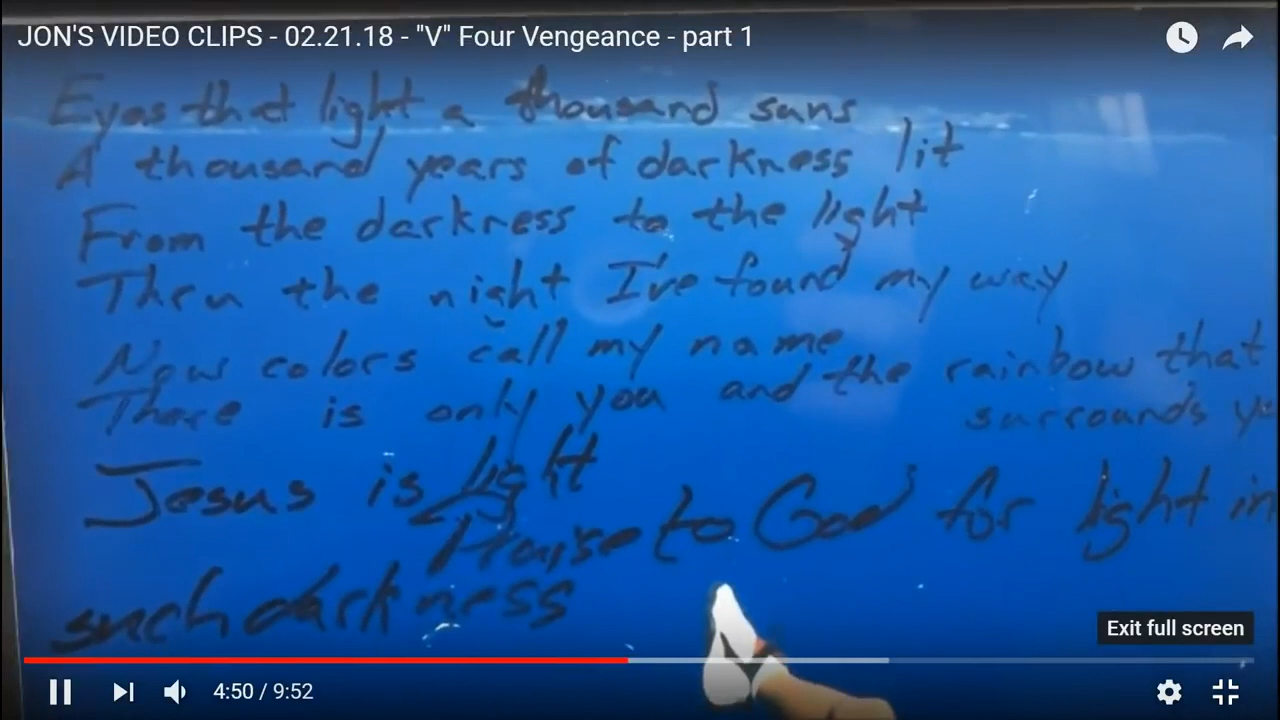 JON'S VIDEO CLIPS - 02.21.18 - "V" Four Vengeance - part 1
Eyes that light a thousand suns
A thousand years of darkness lit
From the darkness to the light
Thru the night I've found my way
Now colors call my name
There is only you and the rainbow that
surrounds yo
Jesus is light
Praise to God for light in
such darkness
Exit full screen
4:50 / 9:52